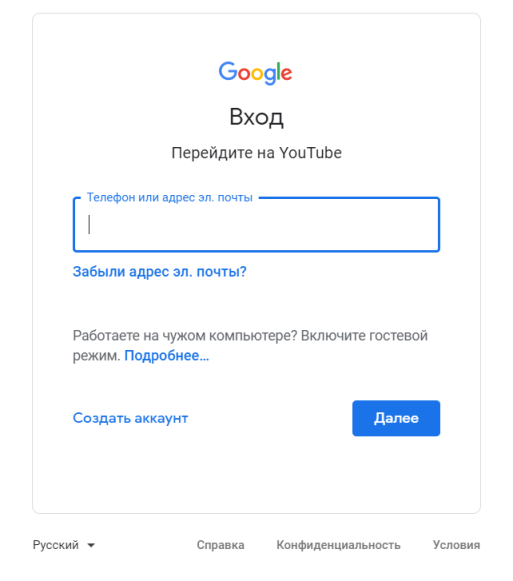 Google
Вход
Перейдите на YouTube
Телефон или адрес эл. почты
Забыли адрес эл. почты?
Работаете на чужом компьютере? Включите гостевой
режим. Подробнее...
Создать аккаунт
Далее
Русский
Справка
Конфиденциальность
Условия